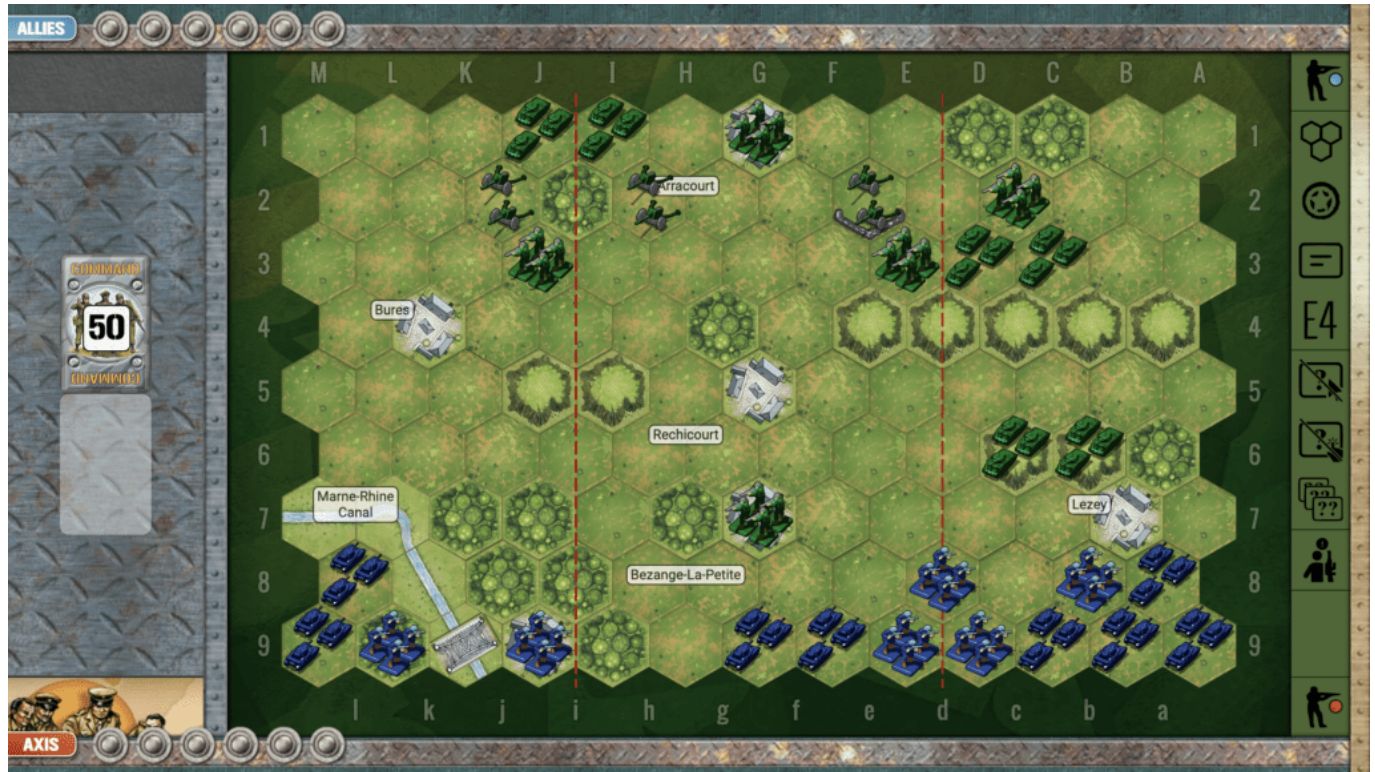 ALLIES
M L K J I H G F E D C B A
1 1
2 Arracourt 2
3 3
COMMAND
50
COMMAND
Bures
4 4
E4
5 5
?
Rechicourt
6 6
?
Marne-Rhine
Canal
Lezey
7 7
?? ?? ??
Bezange-La-Petite
8 8
9 9
l k j i h g f e d c b a
AXIS